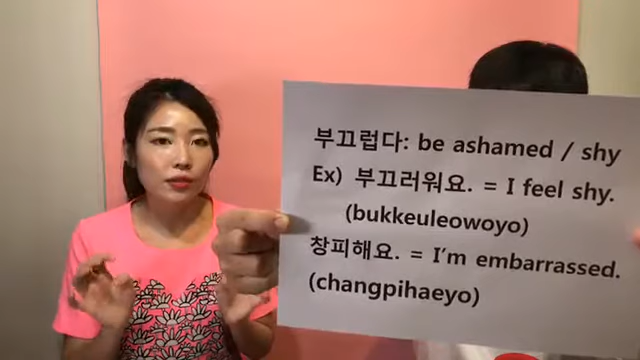 부끄럽다: be ashamed / shy
Ex) 부끄러워요. = I feel shy.
(bukkeuleowoyo)
창피해요. = I'm embarrassed.
(changpihaeyo)